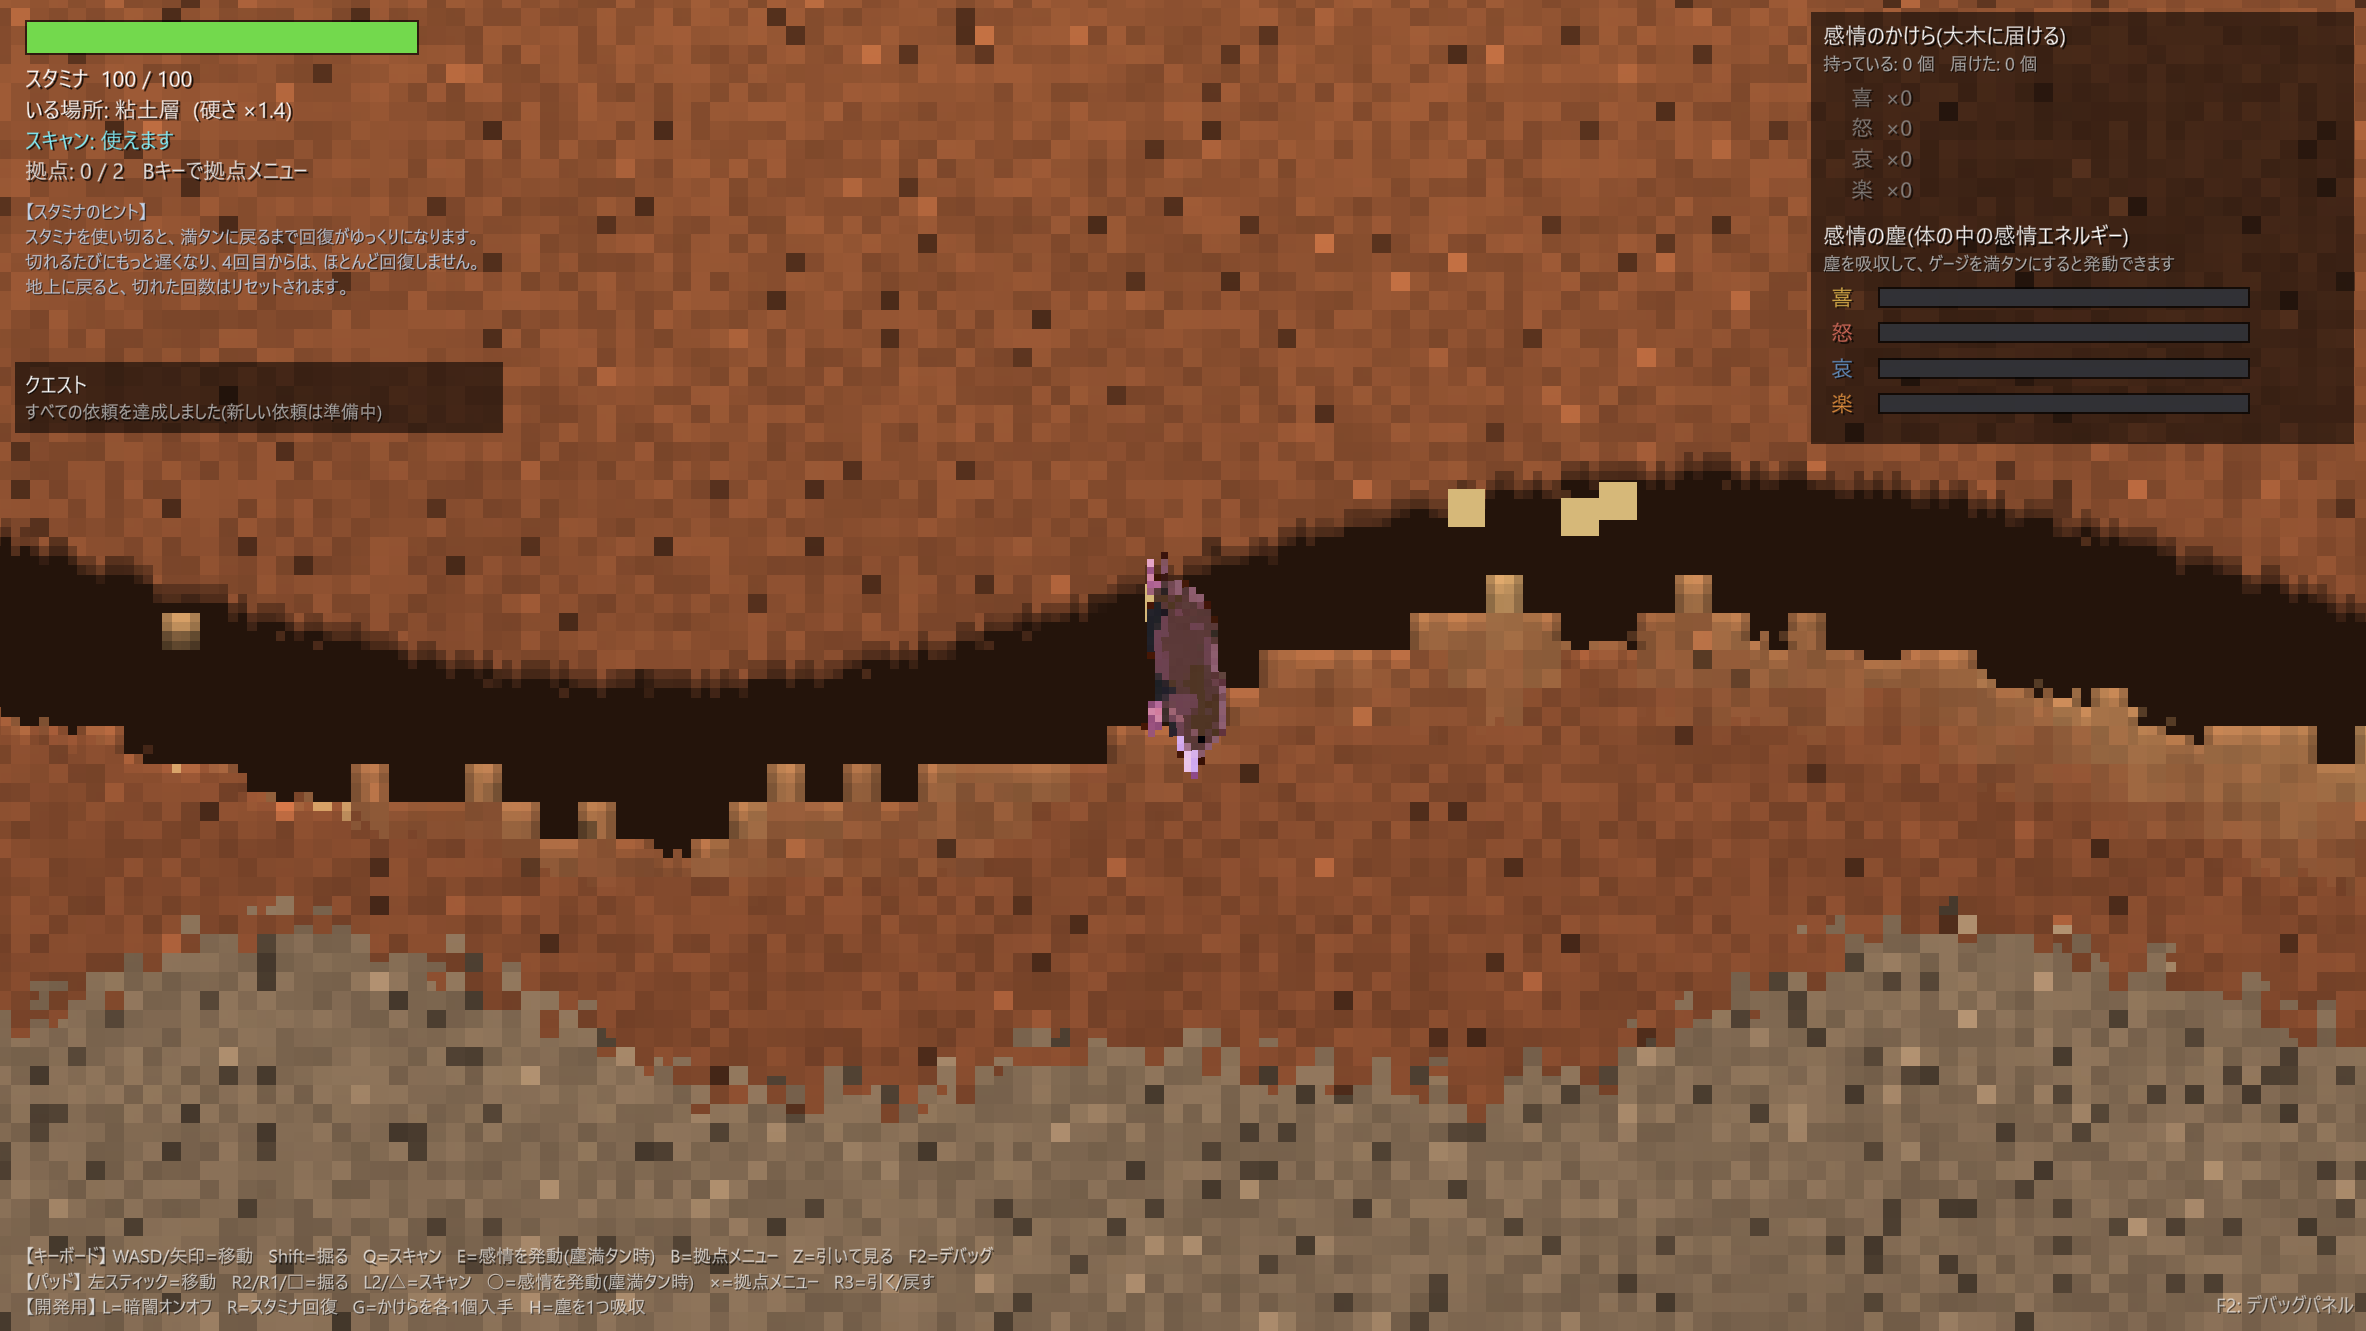 スタミナ 100 / 100
いる場所: 粘土層 (硬さ ×1.4)
スキャン: 使えます
拠点: 0 / 2 Bキーで拠点メニュー
【スタミナのヒント】
スタミナを使い切ると、満タンに戻るまで回復がゆっくりになります。
切れるたびにもっと遅くなり、4回目からは、ほとんど回復しません。
地上に戻ると、切れた回数はリセットされます。
クエスト
すべての依頼を達成しました(新しい依頼は準備中)
感情のかけら(大木に届ける)
持っている: 0 個 届けた: 0 個
喜 ×0
怒 ×0
哀 ×0
楽 ×0
感情の塵(体の中の感情エネルギー)
塵を吸収して、ゲージを満タンにすると発動できます
喜
怒
哀
楽
【キーボード】 WASD/矢印=移動 Shift=掘る Q=スキャン E=感情を発動(塵満タン時) B=拠点メニュー Z=引いて見る F2=デバッグ
【パッド】 左スティック=移動 R2/R1/□=掘る L2/△=スキャン ○=感情を発動(塵満タン時) ×=拠点メニュー R3=引く/戻す
【開発用】 L=暗闇オンオフ R=スタミナ回復 G=かけらを各1個入手 H=塵を1つ吸収
F2: デバッグパネル